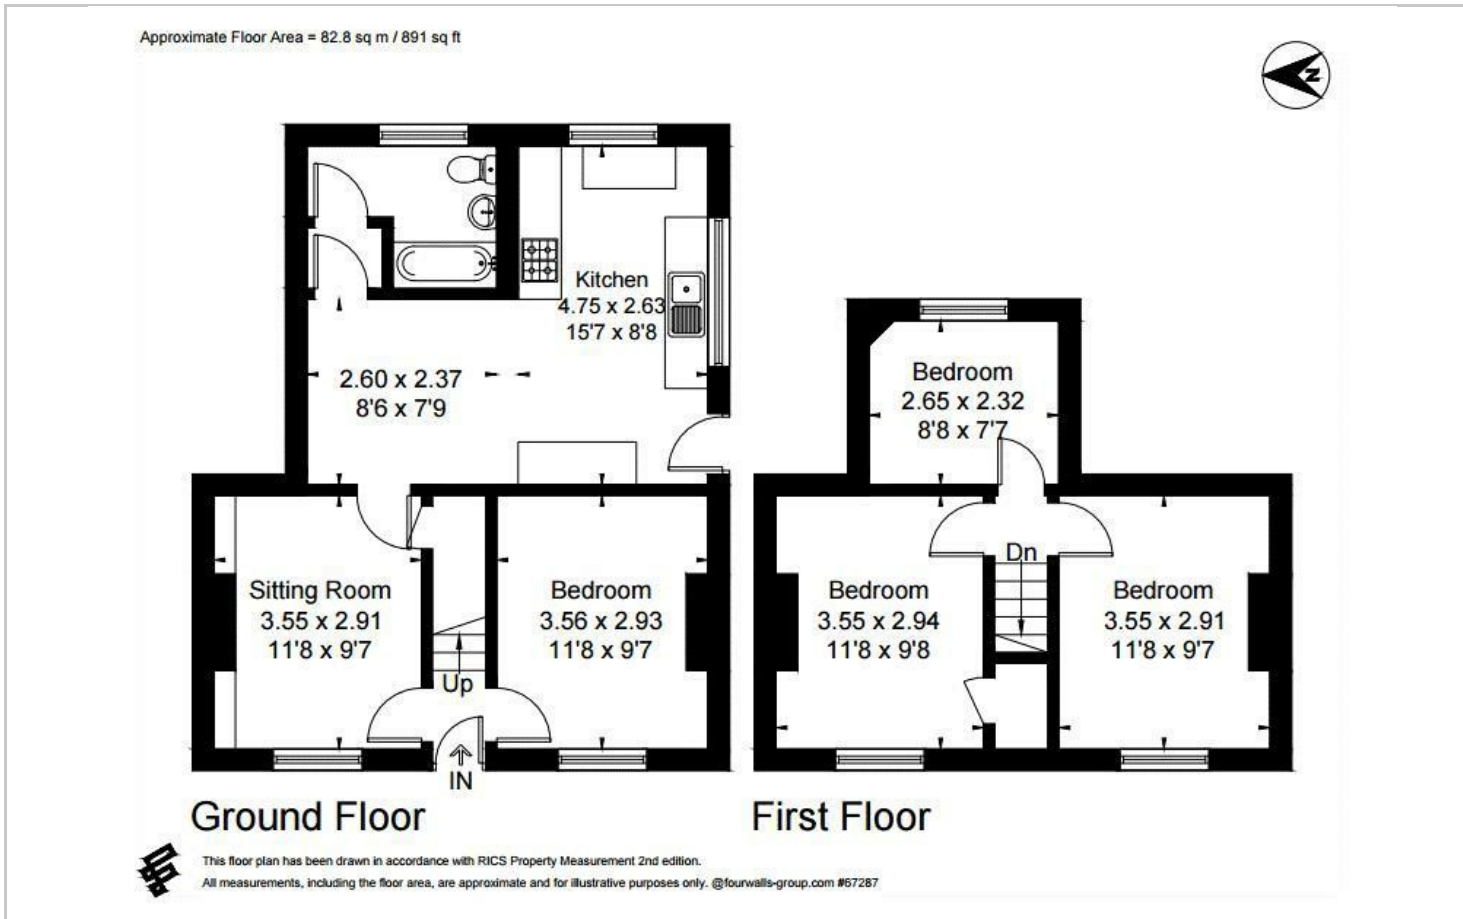 Approximate Floor Area = 82.8 sq m / 891 sq ft
N
Kitchen
4.75 x 2.63
15'7 x 8'8
2.60 x 2.37
8'6 x 7'9
Sitting Room
3.55 x 2.91
11'8 x 9'7
Bedroom
3.56 x 2.93
11'8 x 9'7
Up
IN
Ground Floor
Bedroom
2.65 x 2.32
8'8 x 7'7
Dn
Bedroom
3.55 x 2.94
11'8 x 9'8
Bedroom
3.55 x 2.91
11'8 x 9'7
First Floor
This floor plan has been drawn in accordance with RICS Property Measurement 2nd edition.
All measurements, including the floor area, are approximate and for illustrative purposes only. @fourwalls-group.com #67287